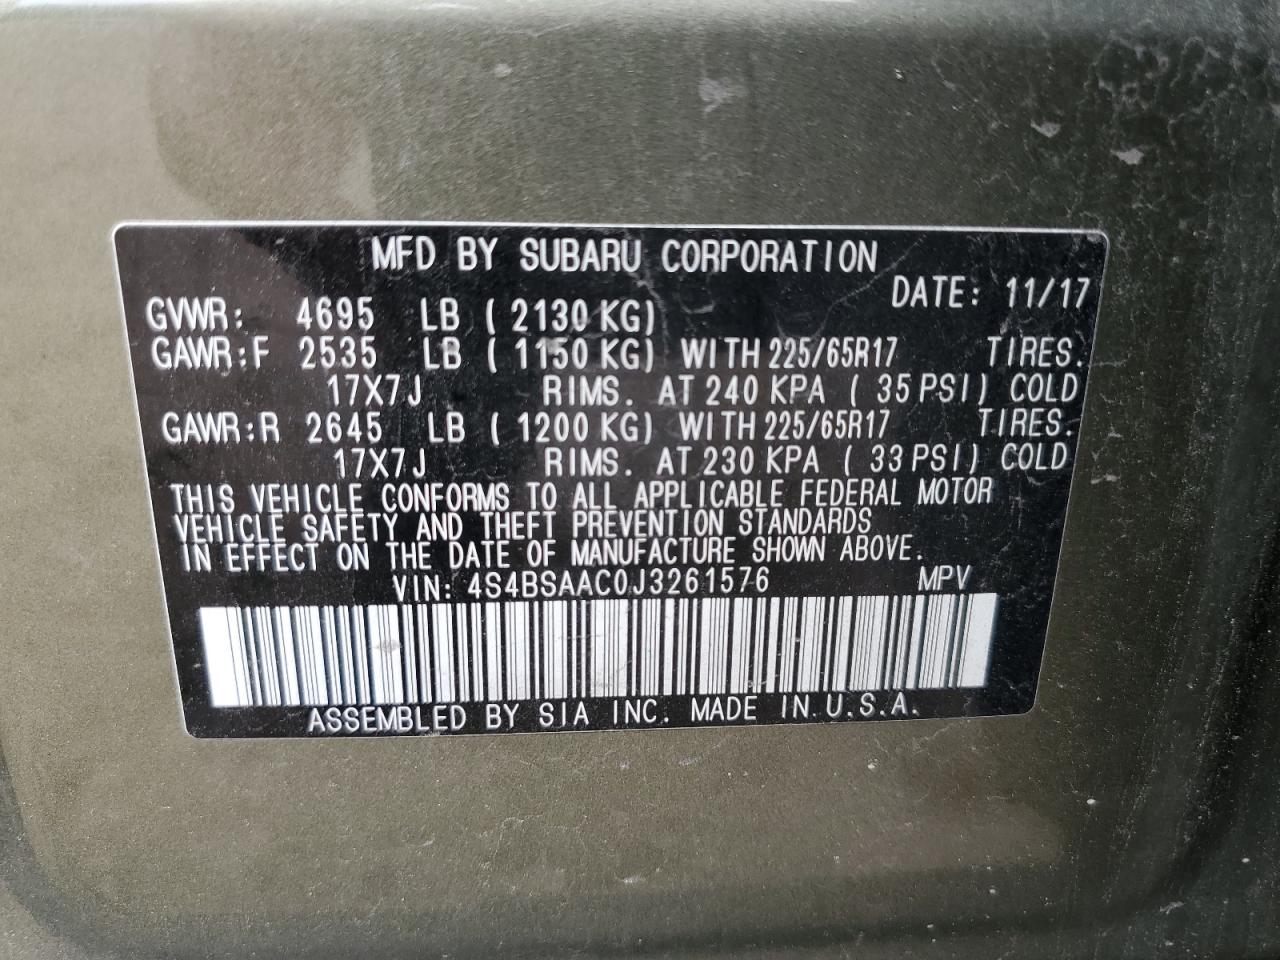 MFD BY SUBARU CORPORATION
DATE: 11/17
GVWR: 4695 LB ( 2130 KG)
GAWR:F 2535 LB ( 1150 KG) WITH 225/65R17 TIRES.
17X7J RIMS. AT 240 KPA ( 35 PSI) COLD
GAWR:R 2645 LB ( 1200 KG) WITH 225/65R17 TIRES.
17X7J RIMS. AT 230 KPA ( 33 PSI) COLD
THIS VEHICLE CONFORMS TO ALL APPLICABLE FEDERAL MOTOR
VEHICLE SAFETY AND THEFT PREVENTION STANDARDS
IN EFFECT ON THE DATE OF MANUFACTURE SHOWN ABOVE.
VIN: 4S4BSAAC0J3261576 MPV
ASSEMBLED BY SIA INC. MADE IN U.S.A.